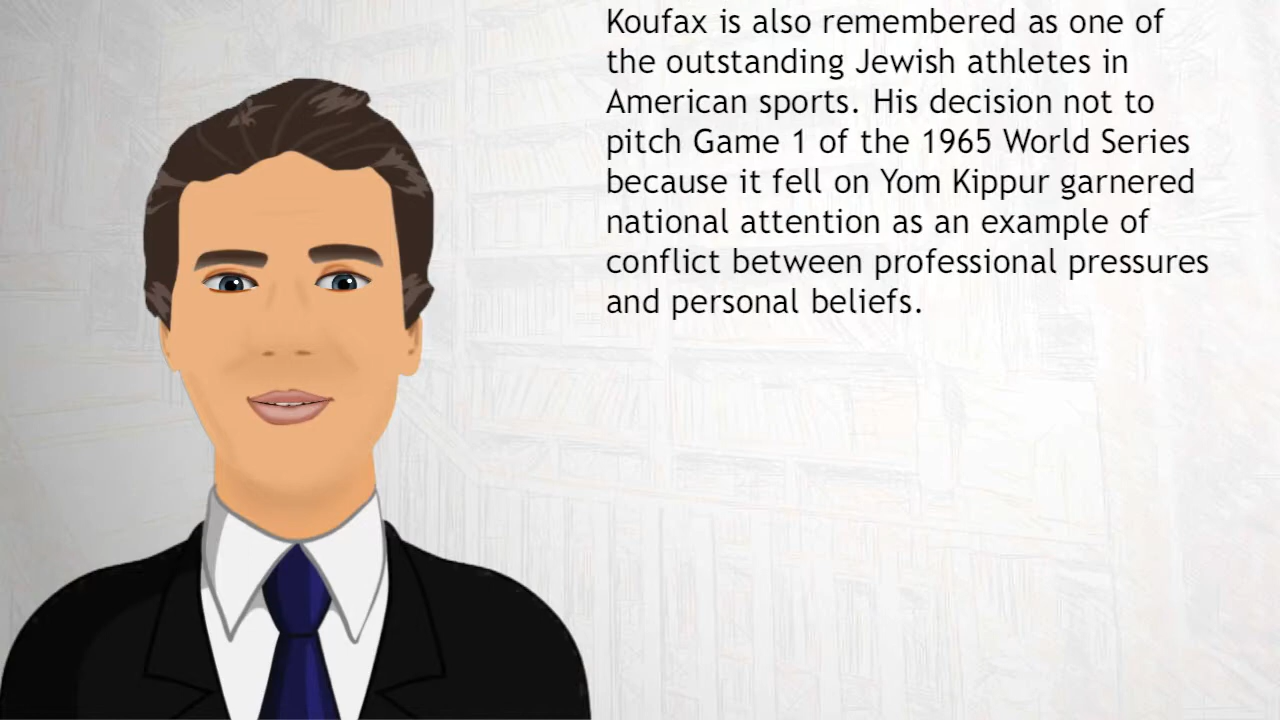 Koufax is also remembered as one of
the outstanding Jewish athletes in
American sports. His decision not to
pitch Game 1 of the 1965 World Series
because it fell on Yom Kippur garnered
national attention as an example of
conflict between professional pressures
and personal beliefs.